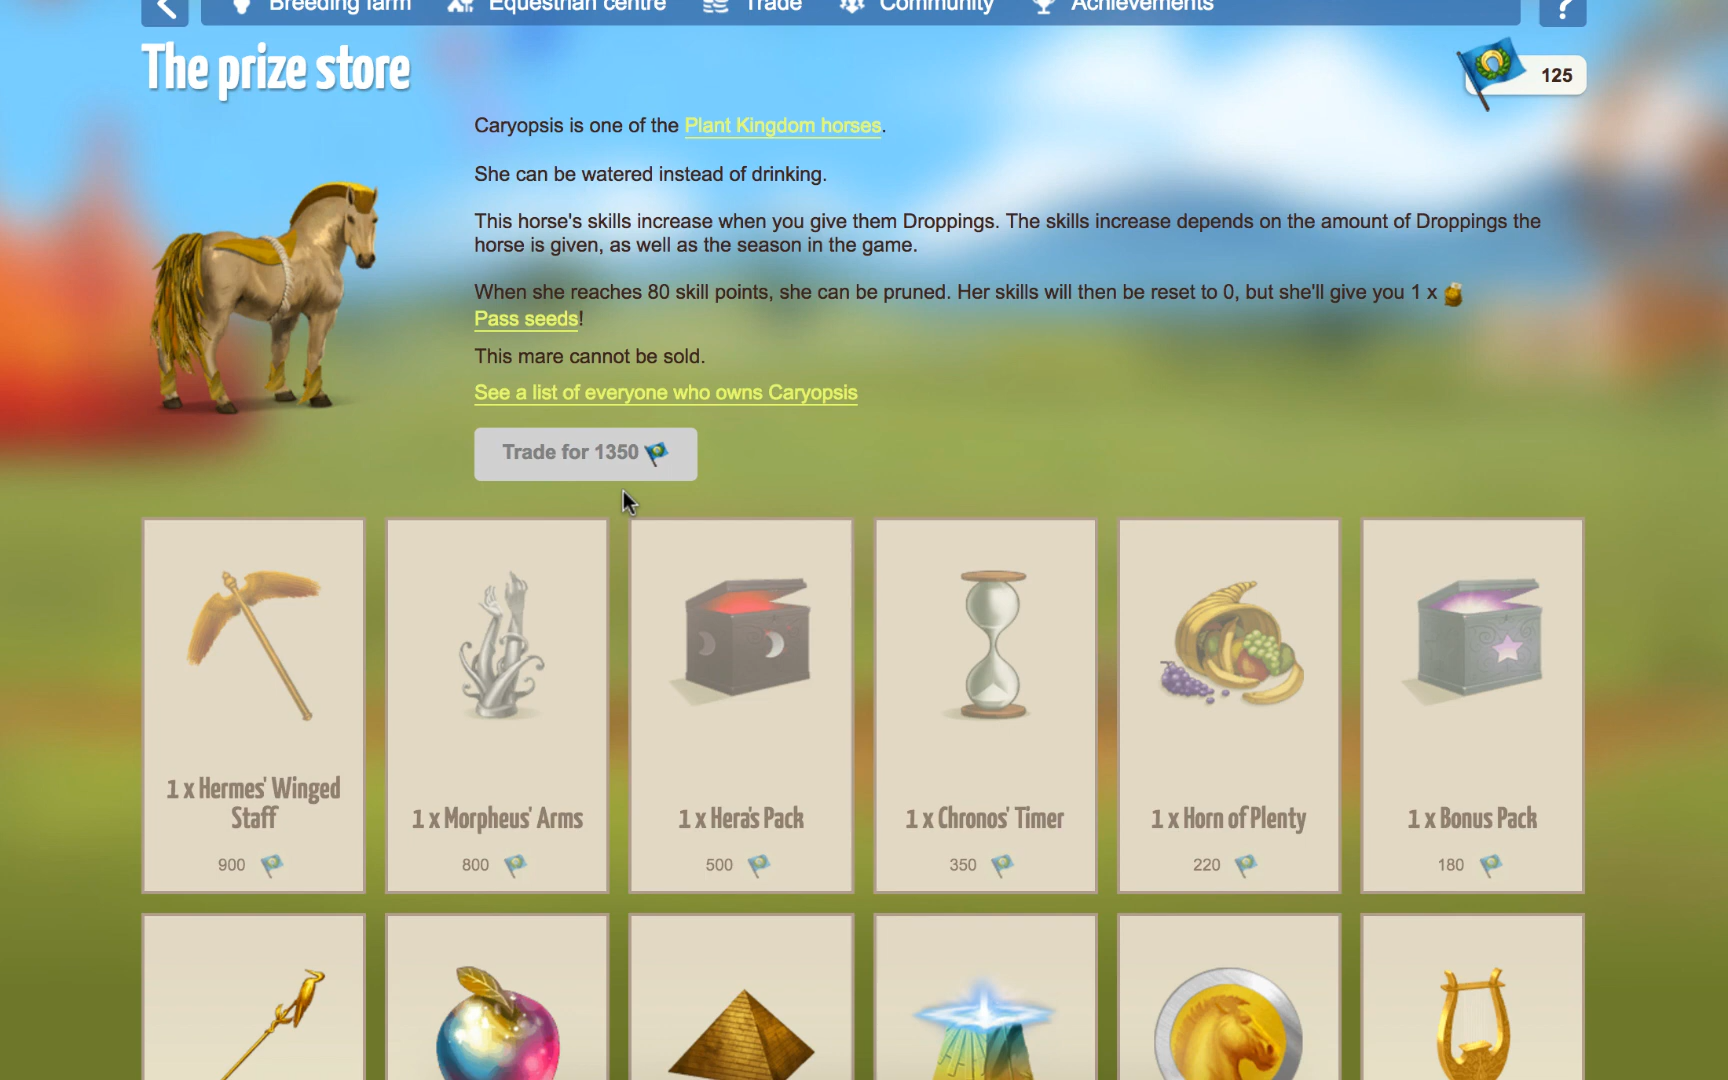 Breeding farm Equestrian centre Trade Community Achievements ?
The prize store
125
Caryopsis is one of the Plant Kingdom horses.
She can be watered instead of drinking.
This horse's skills increase when you give them Droppings. The skills increase depends on the amount of Droppings the
horse is given, as well as the season in the game.
When she reaches 80 skill points, she can be pruned. Her skills will then be reset to 0, but she'll give you 1 x
Pass seeds!
This mare cannot be sold.
See a list of everyone who owns Caryopsis
Trade for 1350
1 x Hermes' Winged
Staff
900
1 x Morpheus' Arms
800
1 x Hera's Pack
500
1 x Chronos' Timer
350
1 x Horn of Plenty
220
1 x Bonus Pack
180